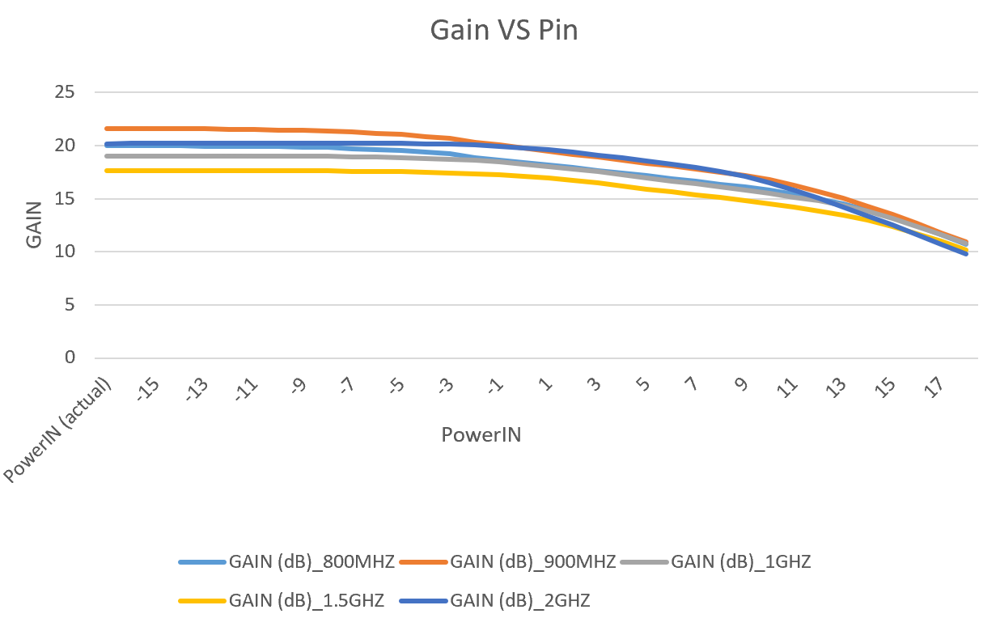 Gain VS Pin
25
20
15
10
5
0
GAIN
PowerIN (actual)
-15
-13
-11
-9
-7
-5
-3
-1
1
3
5
7
9
11
13
15
17
PowerIN
GAIN (dB)_800MHZ
GAIN (dB)_900MHZ
GAIN (dB)_1GHZ
GAIN (dB)_1.5GHZ
GAIN (dB)_2GHZ